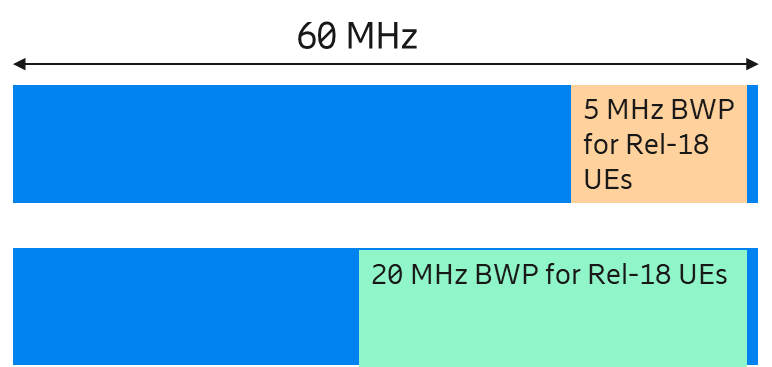 60 MHz
5 MHz BWP
for Rel-18
UEs
20 MHz BWP for Rel-18 UEs